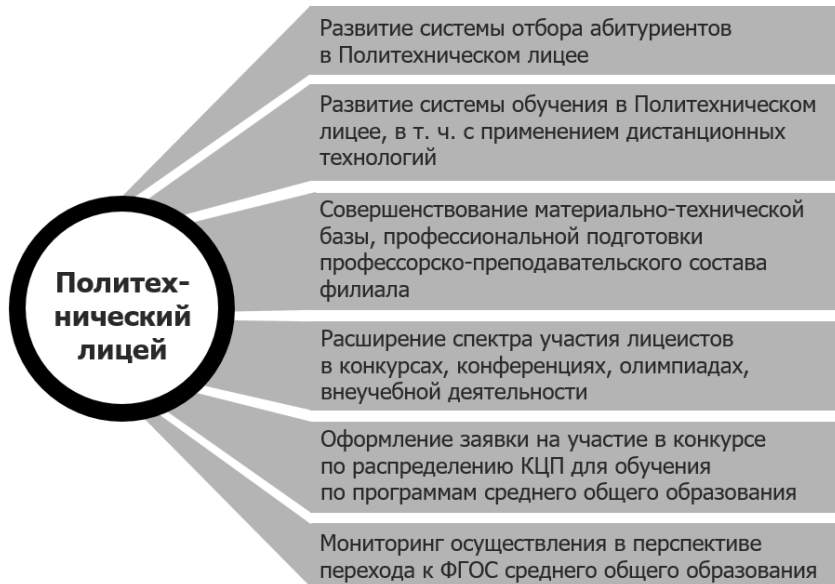 Развитие системы отбора абитуриентов
в Политехническом лицее
Развитие системы обучения в Политехническом
лицее, в т. ч. с применением дистанционных
технологий
Совершенствование материально-технической
базы, профессиональной подготовки
профессорско-преподавательского состава
филиала
Политех-
нический
лицей
Расширение спектра участия лицеистов
в конкурсах, конференциях, олимпиадах,
внеучебной деятельности
Оформление заявки на участие в конкурсе
по распределению КЦП для обучения
по программам среднего общего образования
Мониторинг осуществления в перспективе
перехода к ФГОС среднего общего образования